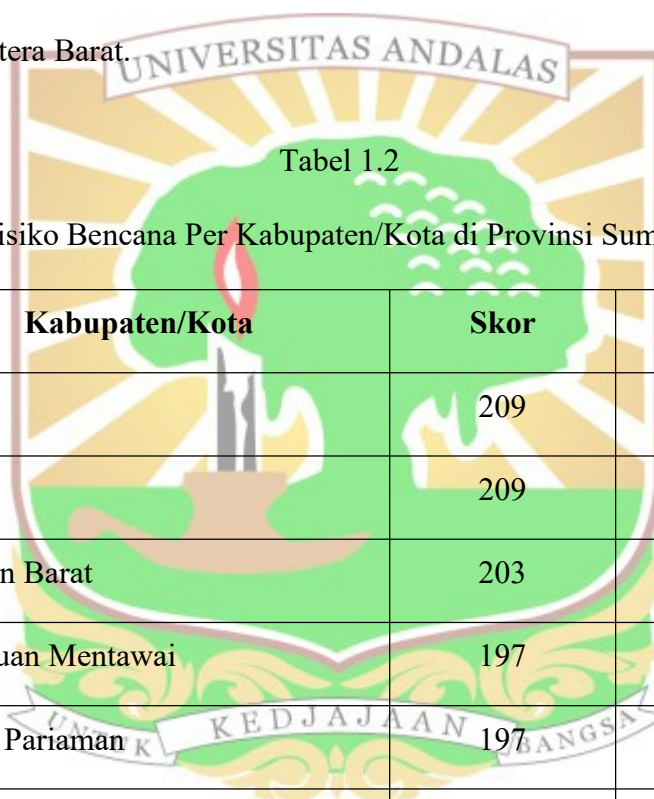 tera Barat.
UNIVERSITAS ANDALAS
Tabel 1.2
isiko Bencana Per Kabupaten/Kota di Provinsi Sum
Kabupaten/Kota Skor
209
209
n Barat 203
uan Mentawai 197
Pariaman 197
UNTUK KEDJAJAAN BANGSA